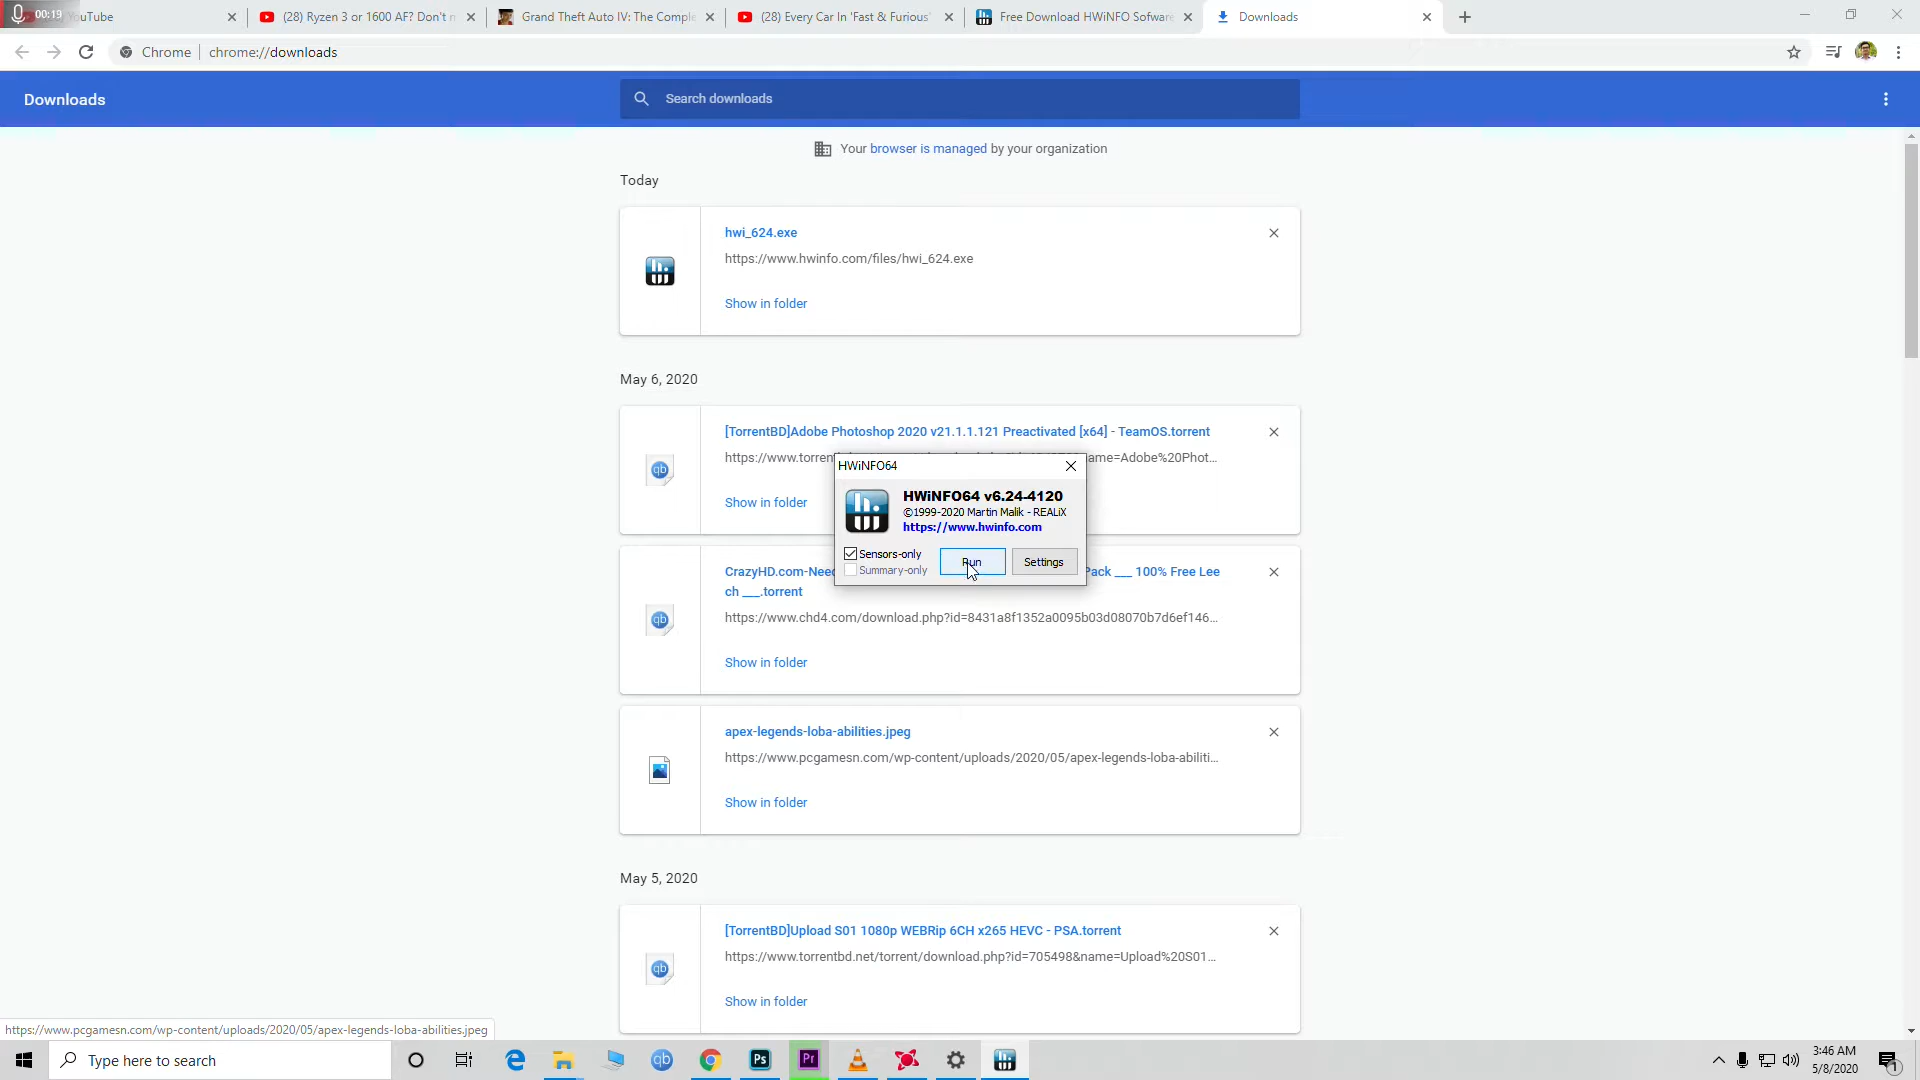 00:19
YouTube
(28) Ryzen 3 or 1600 AF? Don't m
Grand Theft Auto IV: The Comple
(28) Every Car In 'Fast & Furious'
Free Download HWiNFO Sofware
Downloads
Chrome
chrome://downloads
Downloads
Search downloads
Your browser is managed by your organization
Today
hwi_624.exe
https://www.hwinfo.com/files/hwi_624.exe
Show in folder
May 6, 2020
[TorrentBD]Adobe Photoshop 2020 v21.1.1.121 Preactivated [x64] - TeamOS.torrent
https://www.torren
ame=Adobe%20Phot...
Show in folder
HWiNFO64
HWiNFO64 v6.24-4120
©1999-2020 Martin Malik - REALiX
https://www.hwinfo.com
Sensors-only
Summary-only
Run
Settings
CrazyHD.com-Need
Pack ___ 100% Free Lee
ch ___.torrent
https://www.chd4.com/download.php?id=8431a8f1352a0095b03d08070b7d6ef146...
Show in folder
apex-legends-loba-abilities.jpeg
https://www.pcgamesn.com/wp-content/uploads/2020/05/apex-legends-loba-abiliti...
Show in folder
May 5, 2020
[TorrentBD]Upload S01 1080p WEBRip 6CH x265 HEVC - PSA.torrent
https://www.torrentbd.net/torrent/download.php?id=705498&name=Upload%20S01...
Show in folder
https://www.pcgamesn.com/wp-content/uploads/2020/05/apex-legends-loba-abilities.jpeg
Type here to search
qb
Ps
Pr
3:46 AM
5/8/2020
1